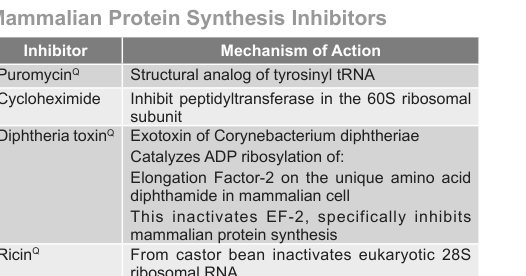 Mammalian Protein Synthesis Inhibitors
Inhibitor Mechanism of Action
PuromycinQ Structural analog of tyrosinyl tRNA
Cycloheximide Inhibit peptidyltransferase in the 60S ribosomal
subunit
Diphtheria toxinQ Exotoxin of Corynebacterium diphtheriae
Catalyzes ADP ribosylation of:
Elongation Factor-2 on the unique amino acid
diphthamide in mammalian cell
This inactivates EF-2, specifically inhibits
mammalian protein synthesis
RicinQ From castor bean inactivates eukaryotic 28S
ribosomal RNA